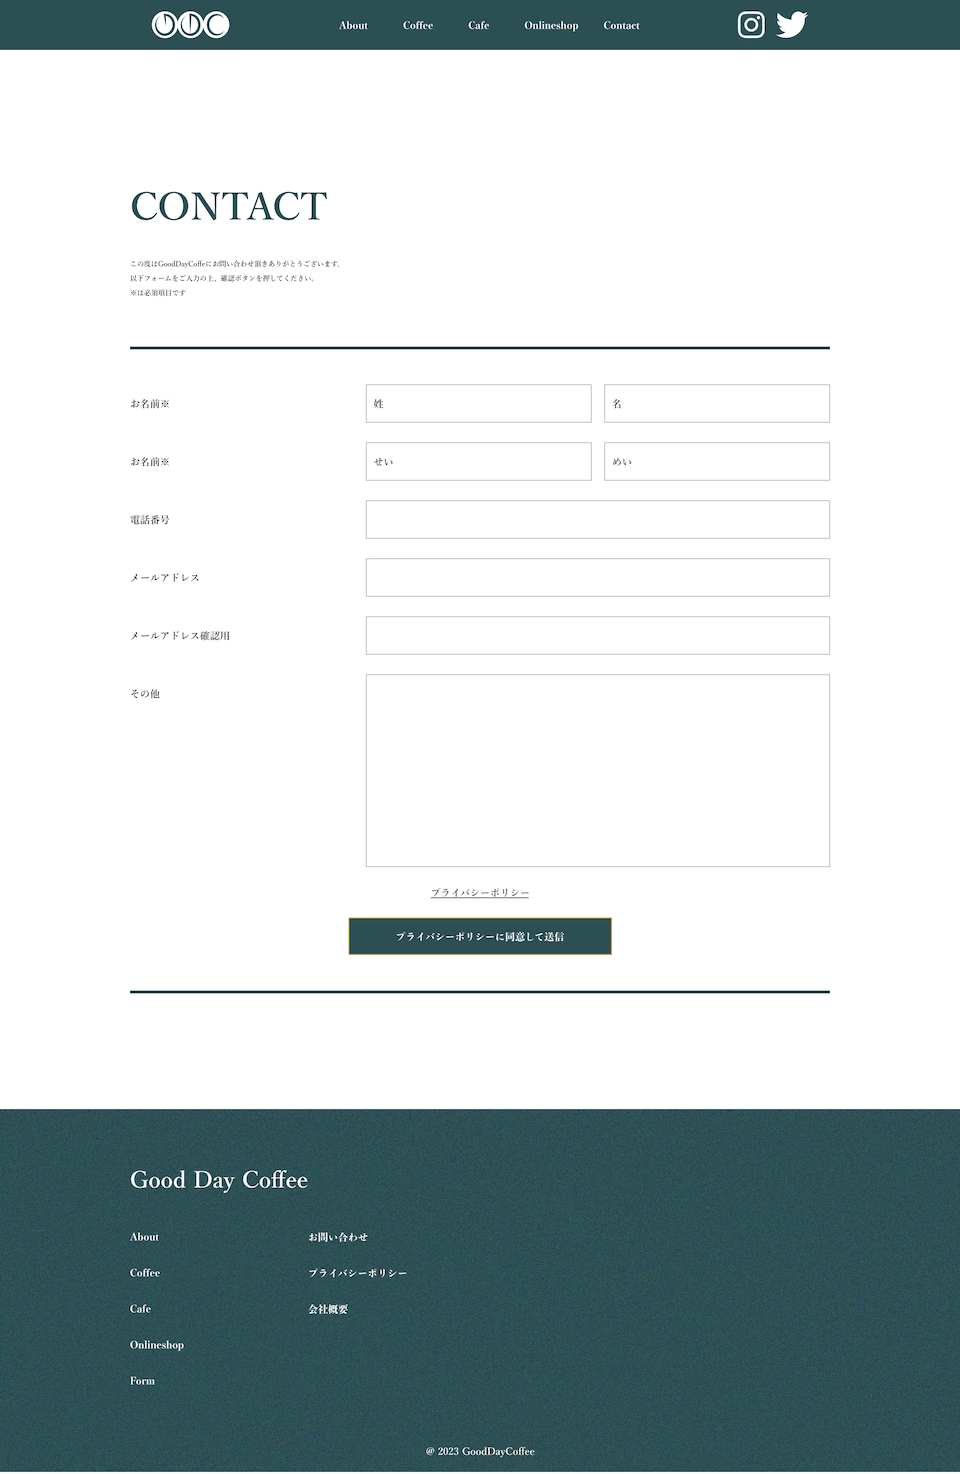 GDC
About Coffee Cafe Onlineshop Contact
CONTACT
この度はGoodDayCoffeにお問い合わせ頂きありがとうございます。
以下フォームをご入力の上、確認ボタンを押してください。
※は必須項目です
お名前※ 姓 名
お名前※ せい めい
電話番号
メールアドレス
メールアドレス確認用
その他
プライバシーポリシー
プライバシーポリシーに同意して送信
Good Day Coffee
About お問い合わせ
Coffee プライバシーポリシー
Cafe 会社概要
Onlineshop
Form
@ 2023 GoodDayCoffee